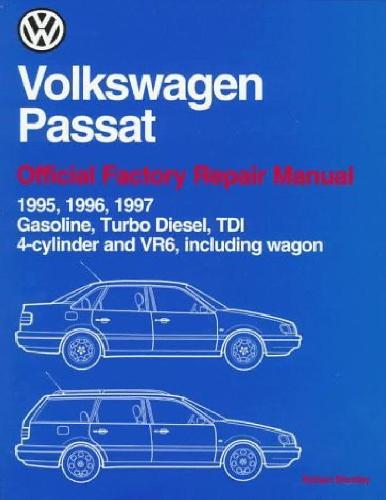 Volkswagen
Passat
Official Factory Repair Manual
1995, 1996, 1997
Gasoline, Turbo Diesel, TDI
4-cylinder and VR6, including wagon
Robert Bentley